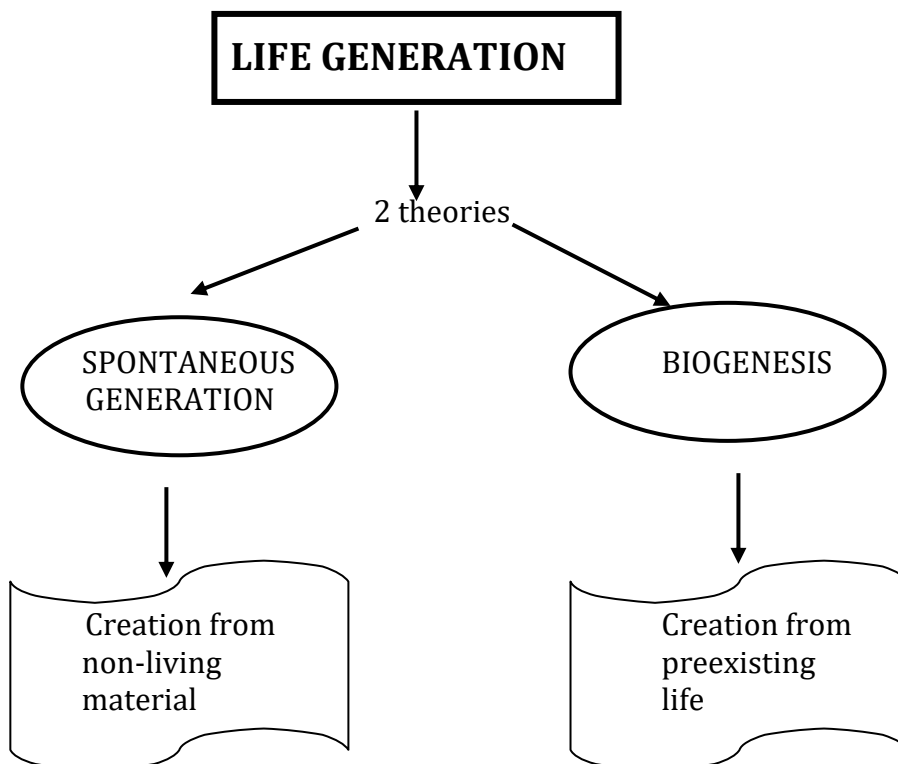 LIFE GENERATION
2 theories
SPONTANEOUS
GENERATION
BIOGENESIS
Creation from
non-living
material
Creation from
preexisting
life